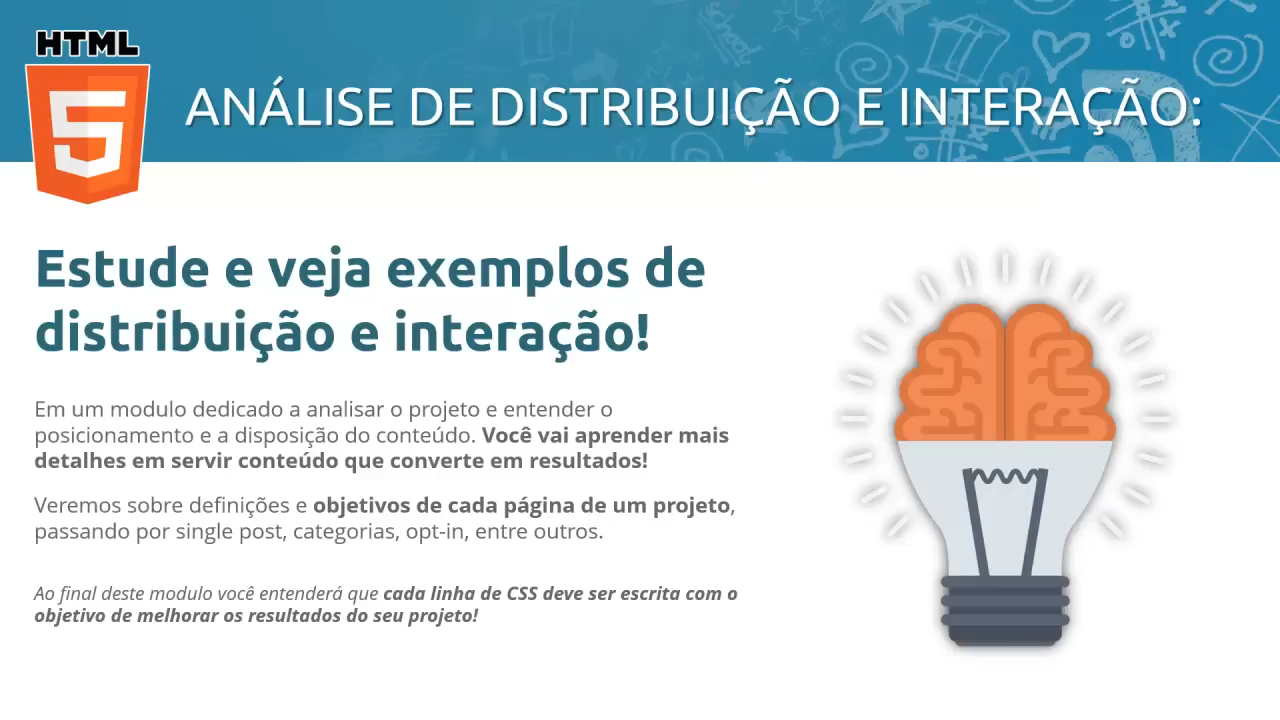 HTML
5
ANÁLISE DE DISTRIBUIÇÃO E INTERAÇÃO:
Estude e veja exemplos de
distribuição e interação!
Em um modulo dedicado a analisar o projeto e entender o
posicionamento e a disposição do conteúdo. Você vai aprender mais
detalhes em servir conteúdo que converte em resultados!
Veremos sobre definições e objetivos de cada página de um projeto,
passando por single post, categorias, opt-in, entre outros.
Ao final deste modulo você entenderá que cada linha de CSS deve ser escrita com o
objetivo de melhorar os resultados do seu projeto!